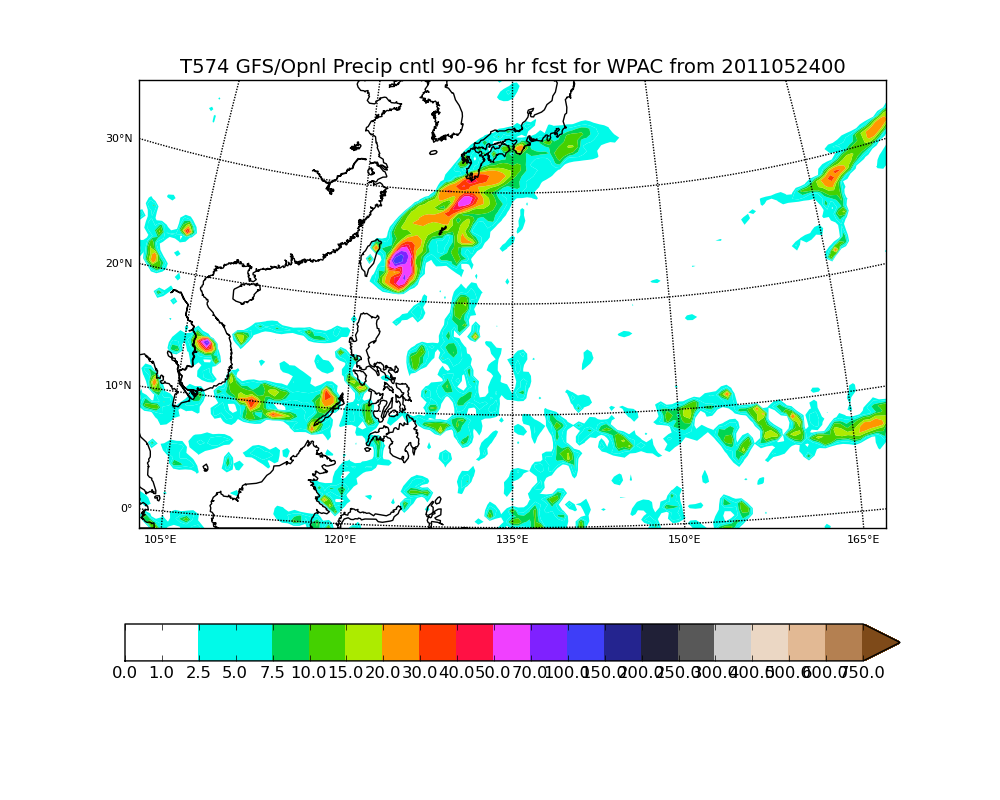 T574 GFS/Opnl Precip cntl 90-96 hr fcst for WPAC from 2011052400
30°N
20°N
10°N
0°
105°E 120°E 135°E 150°E 165°E
0.0 1.0 2.5 5.0 7.5 10.0 15.0 20.0 30.0 40.0 50.0 70.0 100.0 150.0 200.0 250.0 300.0 400.0 500.0 600.0 750.0